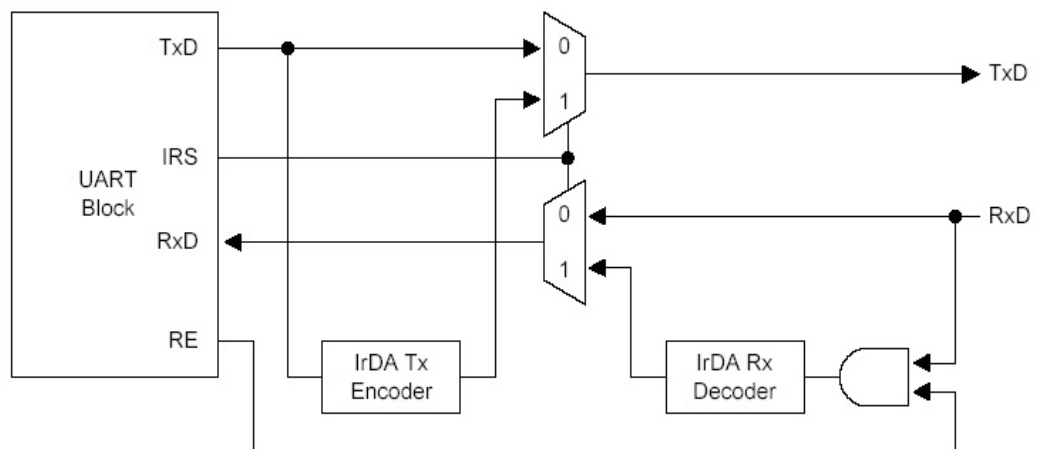 TxD
0
TxD
1
IRS
UART
Block
0
RxD
RxD
1
RE
IrDA Tx
Encoder
IrDA Rx
Decoder